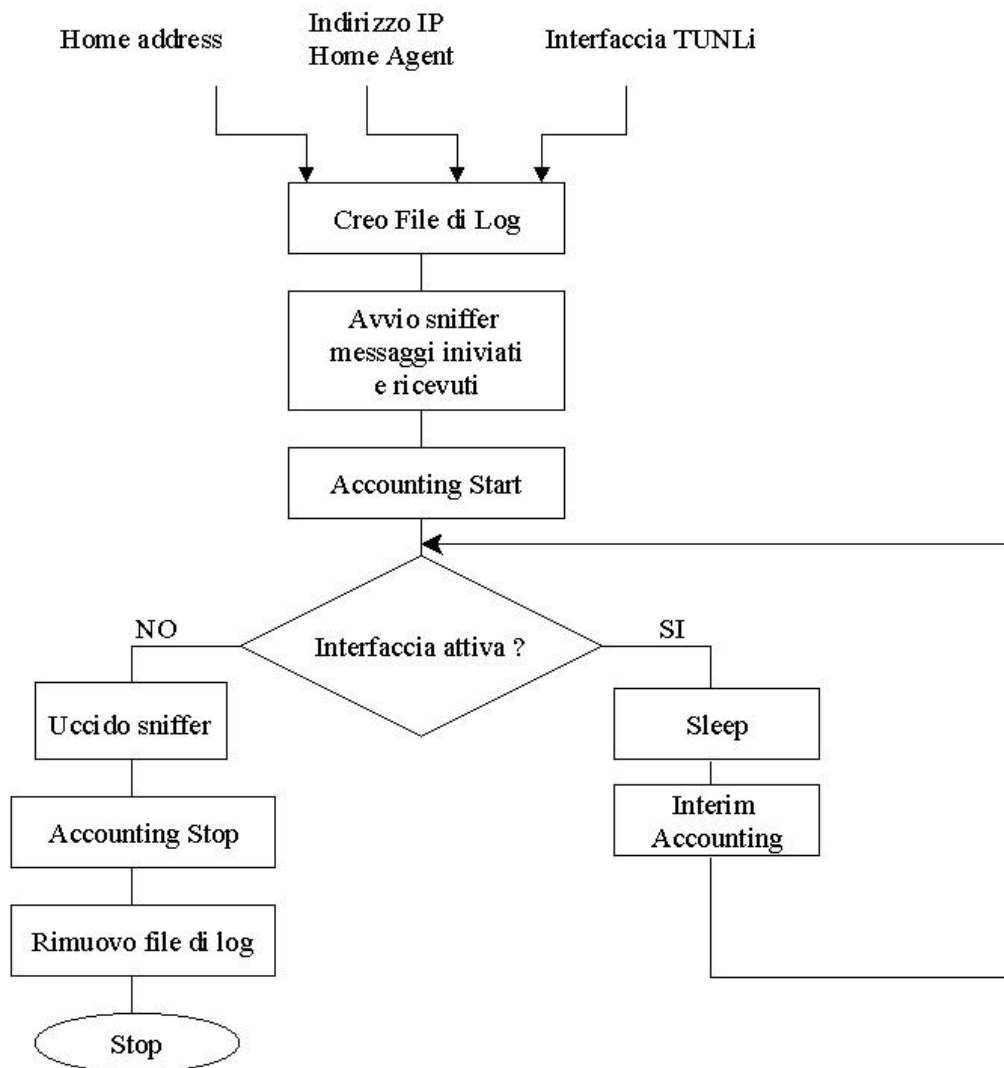 Home address
Indirizzo IP
Home Agent
Interfaccia TUNLi
Creo File di Log
Avvio sniffer
messaggi iniviati
e ricevuti
Accounting Start
NO
Interfaccia attiva ?
SI
Uccido sniffer
Sleep
Accounting Stop
Interim
Accounting
Rimuovo file di log
Stop